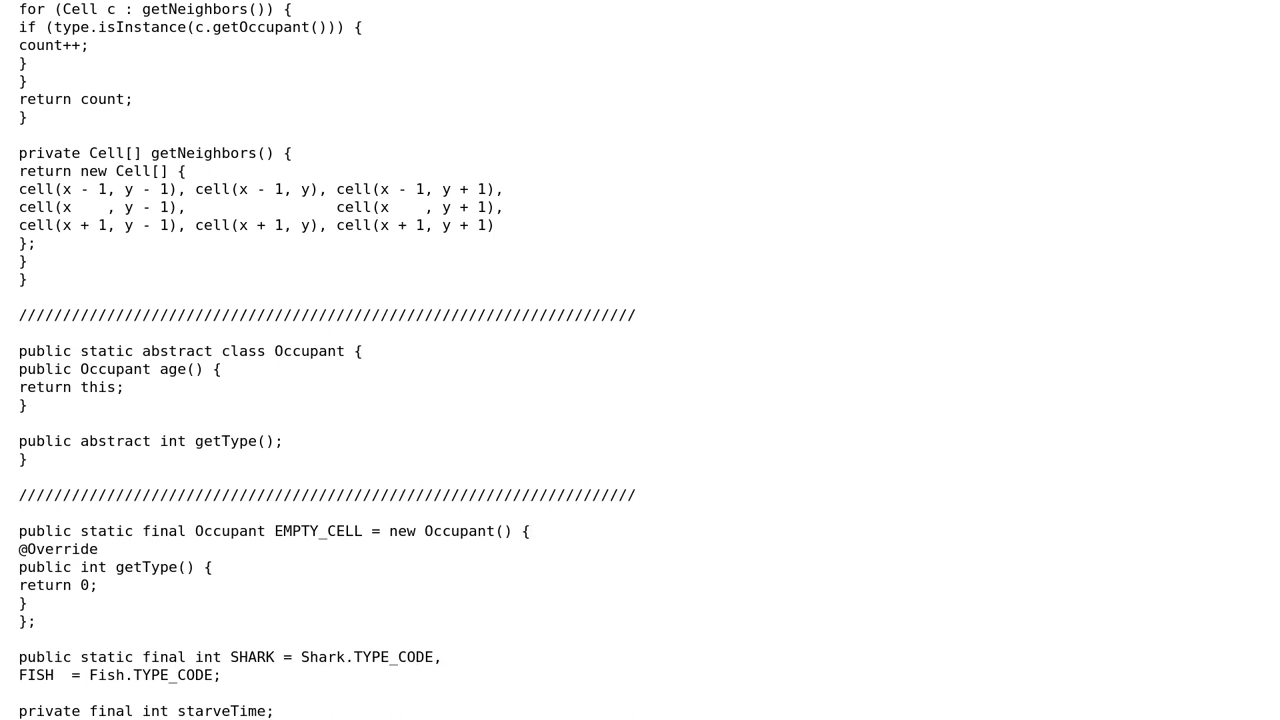 for (Cell c : getNeighbors()) {
if (type.isInstance(c.getOccupant())) {
count++;
}
}
return count;
}

private Cell[] getNeighbors() {
return new Cell[] {
cell(x - 1, y - 1), cell(x - 1, y), cell(x - 1, y + 1),
cell(x    , y - 1),                 cell(x    , y + 1),
cell(x + 1, y - 1), cell(x + 1, y), cell(x + 1, y + 1)
};
}
}

//////////////////////////////////////////////////////////////////////

public static abstract class Occupant {
public Occupant age() {
return this;
}

public abstract int getType();
}

//////////////////////////////////////////////////////////////////////

public static final Occupant EMPTY_CELL = new Occupant() {
@Override
public int getType() {
return 0;
}
};

public static final int SHARK = Shark.TYPE_CODE,
FISH  = Fish.TYPE_CODE;

private final int starveTime;